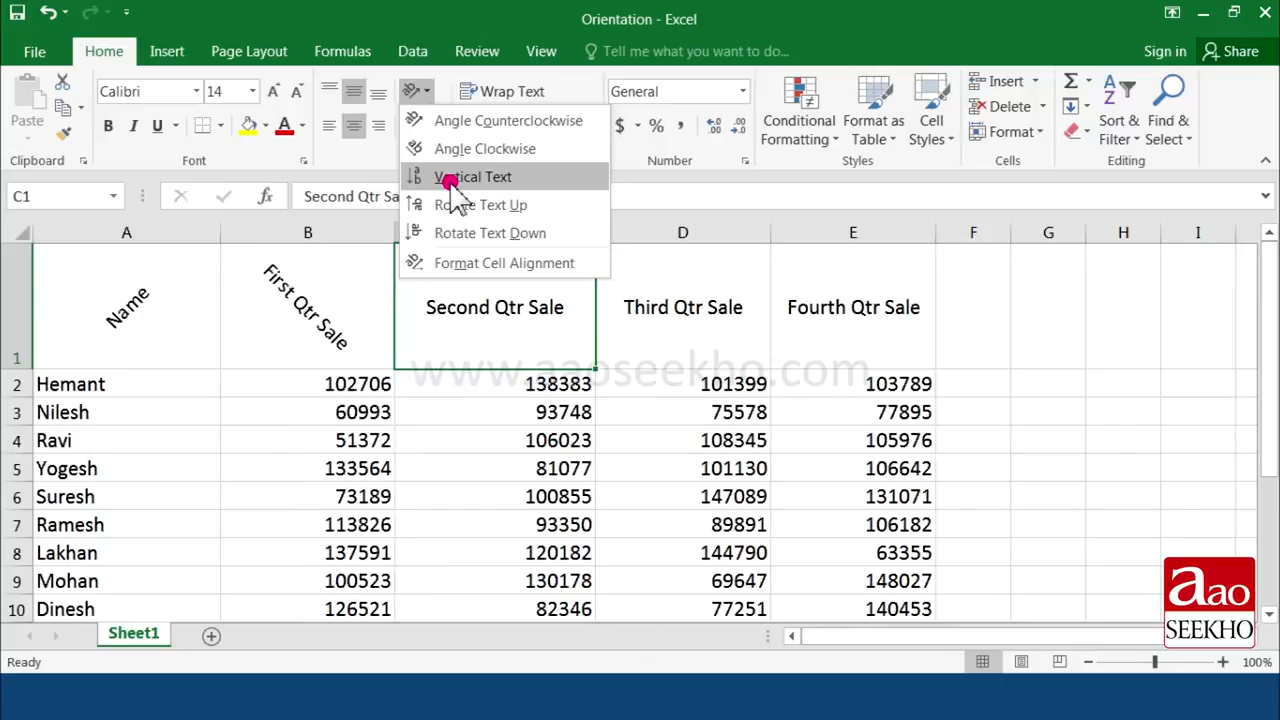 Orientation - Excel
File Home Insert Page Layout Formulas Data Review View Tell me what you want to do... Sign in Share
Calibri 14 Wrap Text General Insert
Paste B I U A $ % , Conditional Formatting Format as Table Cell Styles Delete Sort & Filter Find & Select
Format
Clipboard Font Number Styles Cells Editing
Angle Counterclockwise
Angle Clockwise
Vertical Text
Rotate Text Up
Rotate Text Down
Format Cell Alignment
C1 fx Second Qtr Sa
A B D E F G H I
1 Name First Qtr Sale Second Qtr Sale Third Qtr Sale Fourth Qtr Sale
www.aaoseekho.com
2 Hemant 102706 138383 101399 103789
3 Nilesh 60993 93748 75578 77895
4 Ravi 51372 106023 108345 105976
5 Yogesh 133564 81077 101130 106642
6 Suresh 73189 100855 147089 131071
7 Ramesh 113826 93350 89891 106182
8 Lakhan 137591 120182 144790 63355
9 Mohan 100523 130178 69647 148027
10 Dinesh 126521 82346 77251 140453
aao
SEEKHO
Sheet1
Ready 100%